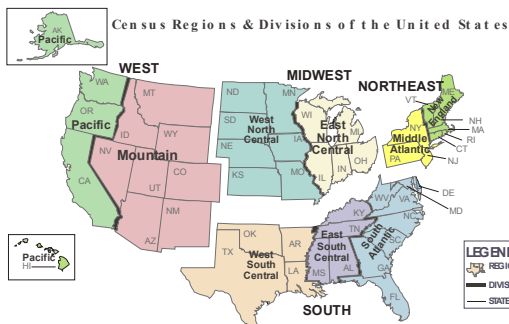 Census Regions & Divisions of the United States
AK
Pacific
WEST
MIDWEST
NORTHEAST
WA
OR
Pacific
CA
MT
ID
WY
NV
Mountain
UT
CO
AZ
NM
ND
MN
SD
West
North
Central
NE
IA
KS
MO
WI
MI
East
North
Central
IL
IN
OH
VT
ME
New
England
NH
MA
RI
CT
NY
Middle
Atlantic
PA
NJ
DE
MD
WV
VA
NC
SC
GA
FL
South
Atlantic
KY
TN
East
South
Central
MS
AL
OK
TX
AR
LA
West
South
Central
SOUTH
Pacific
HI
LEGEN
REGIO
DIVIS
STATE